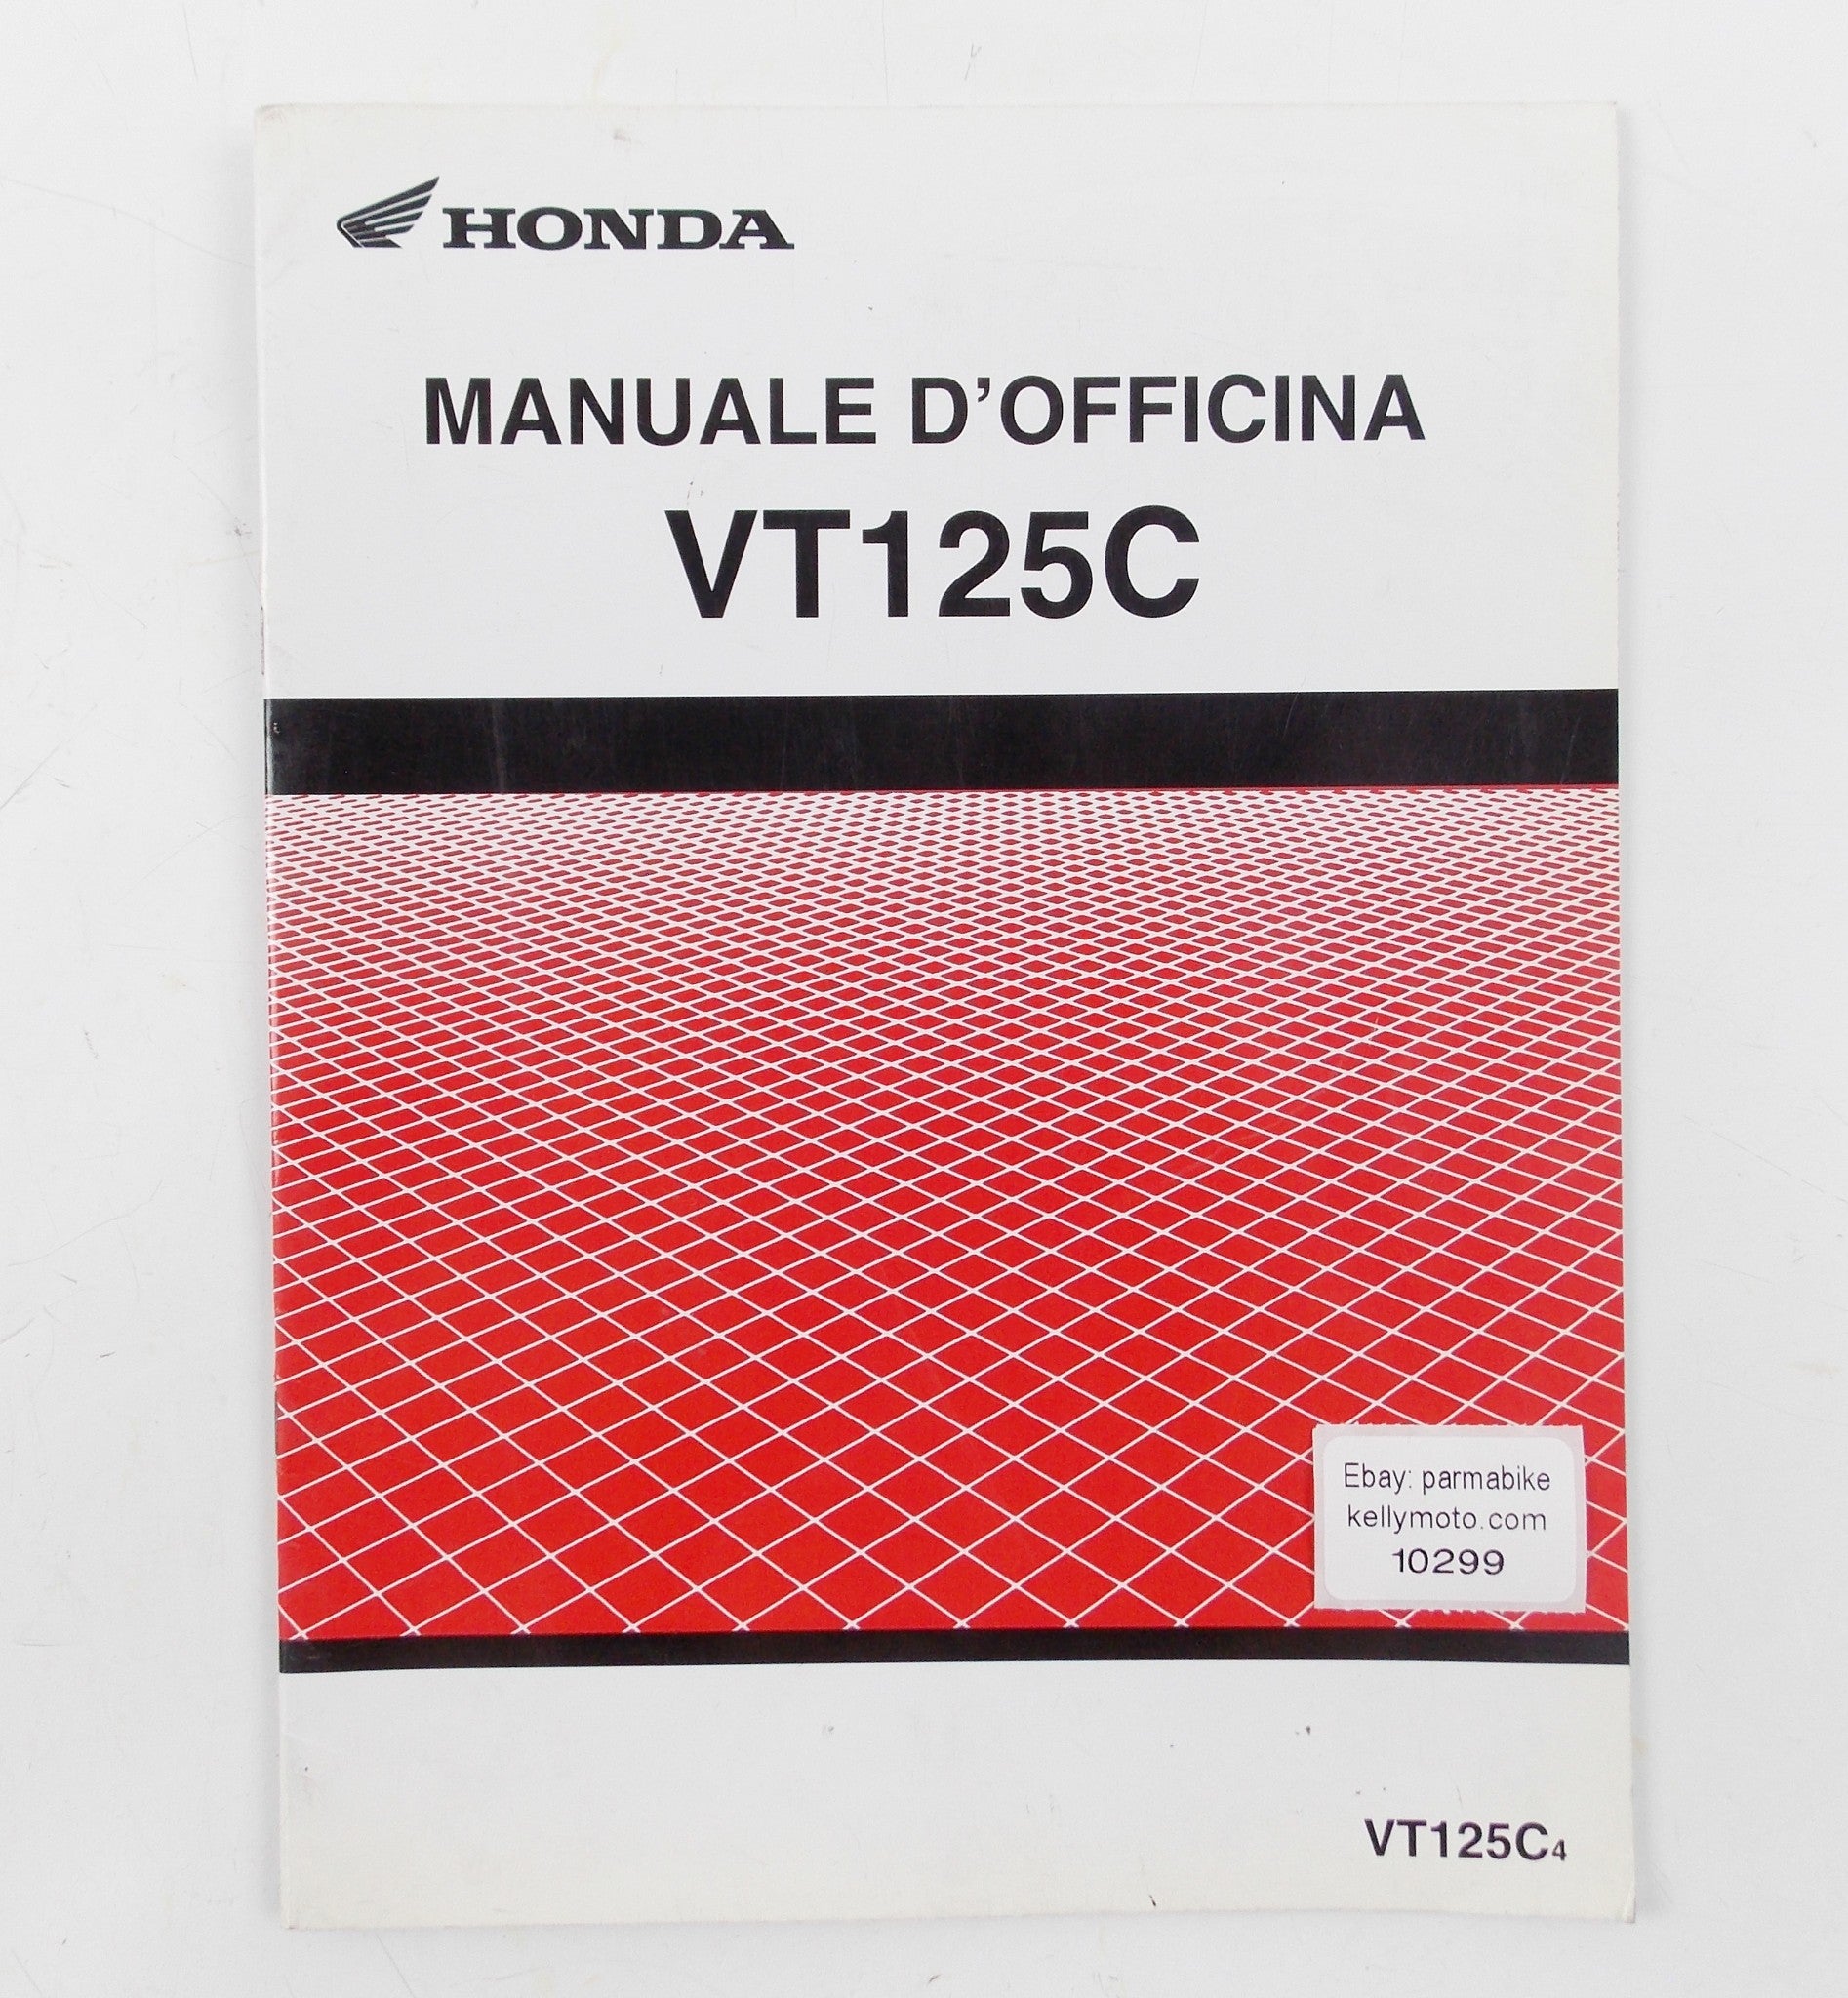 HONDA
MANUALE D’OFFICINA
VT125C
Ebay: parmabike
kellymoto.com
10299
VT125C4